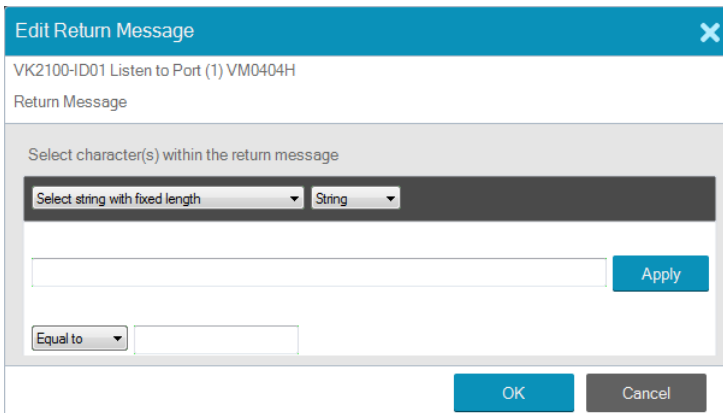 Edit Return Message
VK2100-ID01 Listen to Port (1) VM0404H
Return Message
Select character(s) within the return message
Select string with fixed length String
Apply
Equal to
OK Cancel